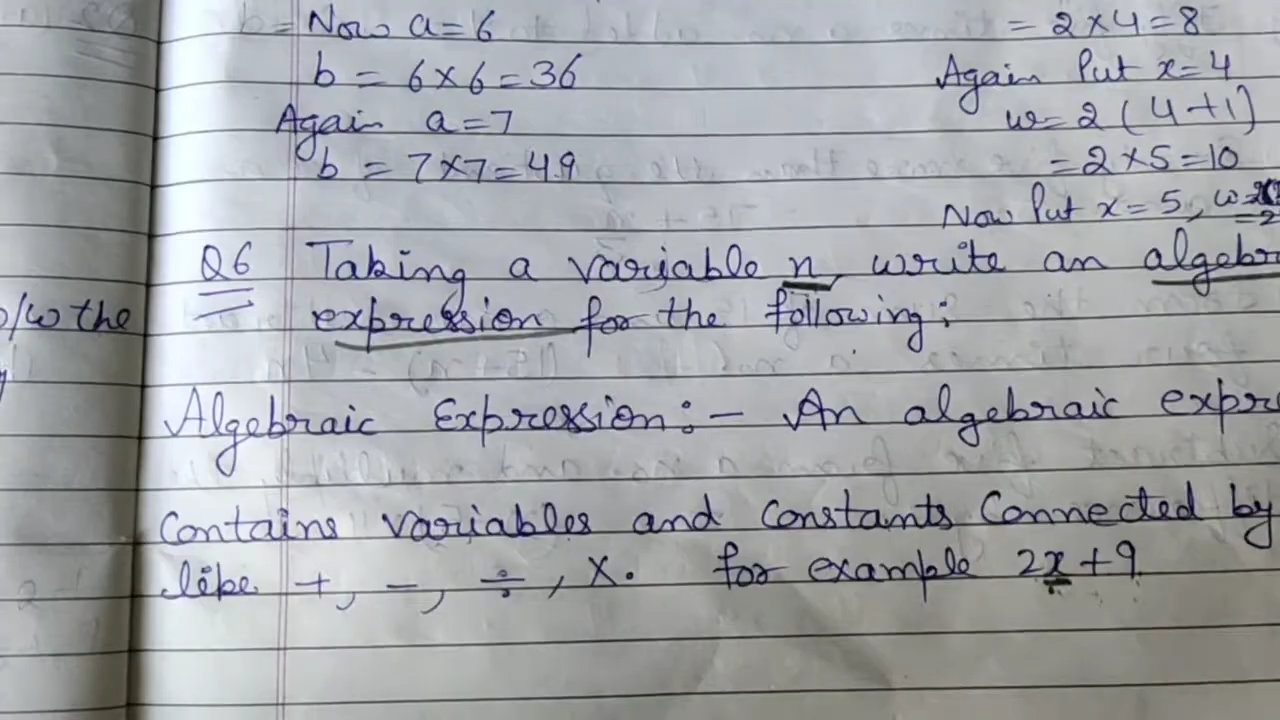 Now a=6
b = 6×6=36
Again a=7
b = 7×7=49
= 2×4=8
Again Put x=4
w=2(4+1)
=2×5=10
Now Put x=5,
Q6 Taking a variable n, write an algebr
expression for the following:
/w the
Algebraic Expression:- An algebraic expr
Contains variables and constants connected by
like +, -, ÷, ×. for example 2x+9